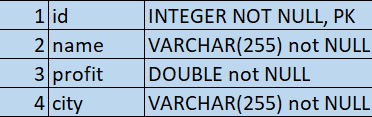 1 id INTEGER NOT NULL, PK
2 name VARCHAR(255) not NULL
3 profit DOUBLE not NULL
4 city VARCHAR(255) not NULL